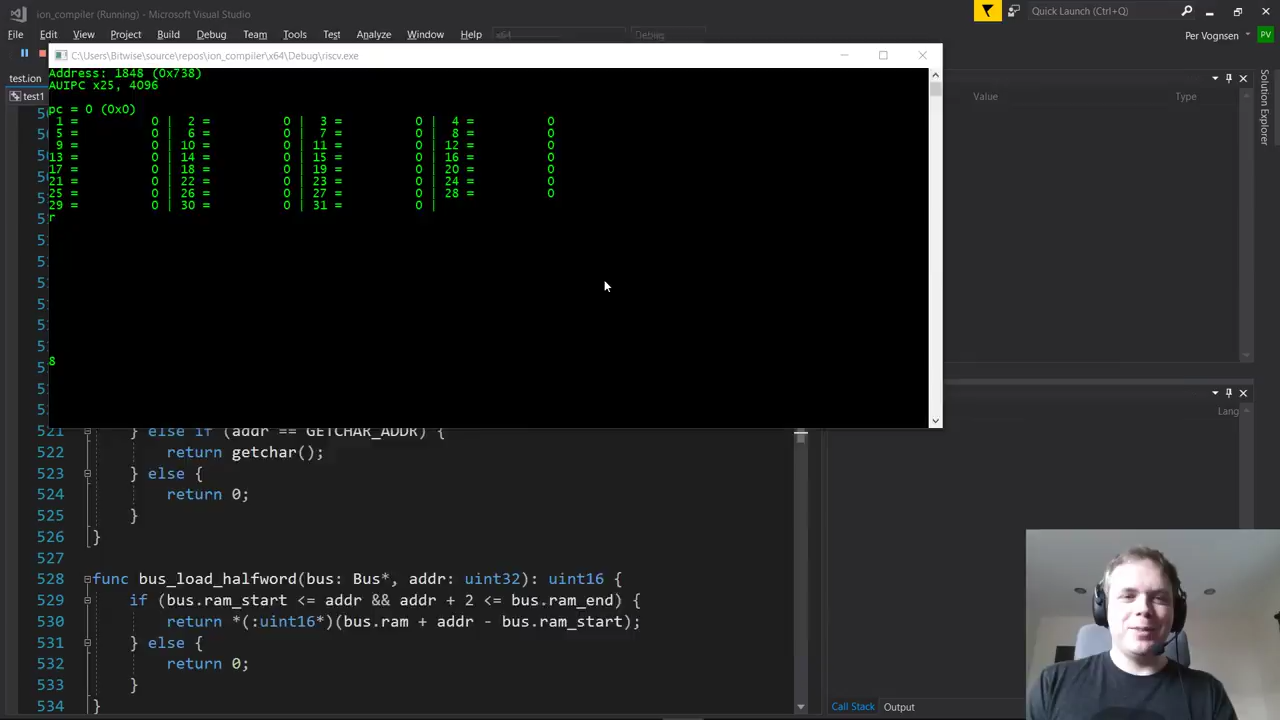 ion_compiler (Running) - Microsoft Visual Studio
Quick Launch (Ctrl+Q)
File Edit View Project Build Debug Team Tools Test Analyze Window Help
x64
Debug
Per Vognsen
PV
C:\Users\Bitwise\source\repos\ion_compiler\x64\Debug\riscv.exe
test.ion
test1
Address: 1848 (0x738)
AUIPC x25, 4096
pc = 0 (0x0)
1 = 0 | 2 = 0 | 3 = 0 | 4 = 0
5 = 0 | 6 = 0 | 7 = 0 | 8 = 0
9 = 0 | 10 = 0 | 11 = 0 | 12 = 0
13 = 0 | 14 = 0 | 15 = 0 | 16 = 0
17 = 0 | 18 = 0 | 19 = 0 | 20 = 0
21 = 0 | 22 = 0 | 23 = 0 | 24 = 0
25 = 0 | 26 = 0 | 27 = 0 | 28 = 0
29 = 0 | 30 = 0 | 31 = 0 |
r
8
Value Type
Solution Explorer
Lang
521 } else if (addr == GETCHAR_ADDR) {
522 return getchar();
523 } else {
524 return 0;
525 }
526 }
527
528 func bus_load_halfword(bus: Bus*, addr: uint32): uint16 {
529 if (bus.ram_start <= addr && addr + 2 <= bus.ram_end) {
530 return *(:uint16*)(bus.ram + addr - bus.ram_start);
531 } else {
532 return 0;
533 }
534 }
Call Stack Output